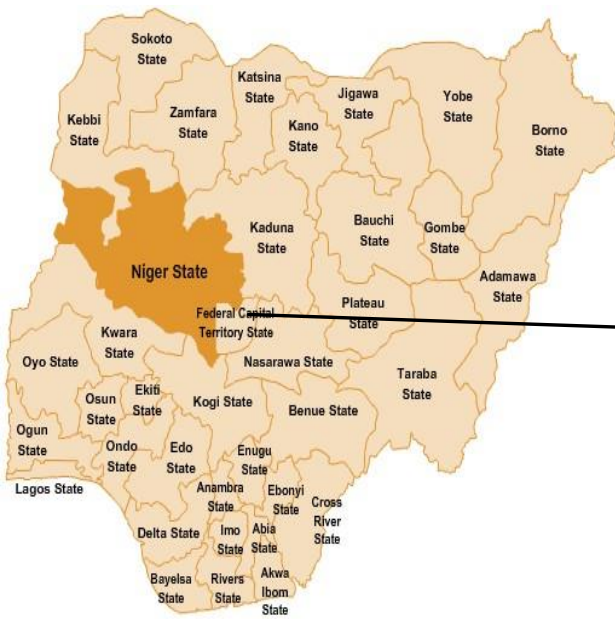 Sokoto
State
Katsina
State
Jigawa
State
Yobe
State
Kebbi
State
Zamfara
State
Kano
State
Borno
State
Kaduna
State
Bauchi
State
Gombe
State
Niger State
Adamawa
State
Federal Capital
Territory State
Plateau
State
Kwara
State
Oyo State
Nasarawa State
Taraba
State
Osun
State
Ekiti
State
Kogi State
Benue State
Ogun
State
Ondo
State
Edo
State
Enugu
State
Lagos State
Anambra
State
Ebonyi
State
Cross
River
State
Delta State
Imo
State
Abia
State
Bayelsa
State
Rivers
State
Akwa
Ibom
State